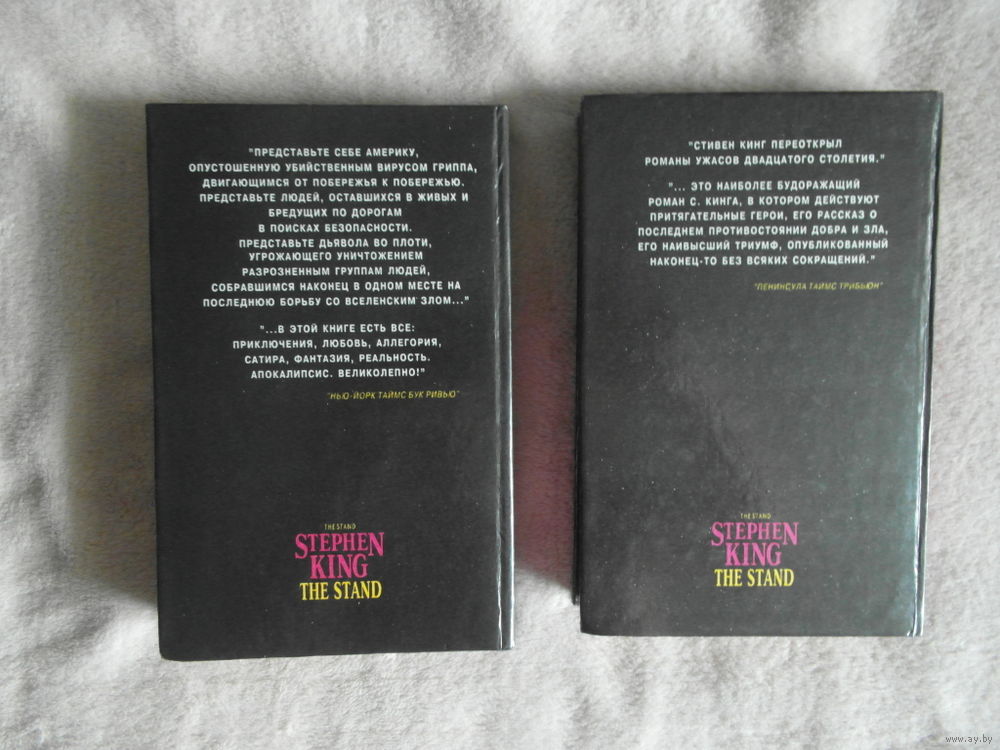 "ПРЕДСТАВЬТЕ СЕБЕ АМЕРИКУ,
ОПУСТОШЕННУЮ УБИЙСТВЕННЫМ ВИРУСОМ ГРИППА,
ДВИГАЮЩИМСЯ ОТ ПОБЕРЕЖЬЯ К ПОБЕРЕЖЬЮ.
ПРЕДСТАВЬТЕ ЛЮДЕЙ, ОСТАВШИХСЯ В ЖИВЫХ И
БРЕДУЩИХ ПО ДОРОГАМ
В ПОИСКАХ БЕЗОПАСНОСТИ.
ПРЕДСТАВЬТЕ ДЬЯВОЛА ВО ПЛОТИ,
УГРОЖАЮЩЕГО УНИЧТОЖЕНИЕМ
РАЗРОЗНЕННЫМ ГРУППАМ ЛЮДЕЙ,
СОБРАВШИМСЯ НАКОНЕЦ В ОДНОМ МЕСТЕ НА
ПОСЛЕДНЮЮ БОРЬБУ СО ВСЕЛЕНСКИМ ЗЛОМ..."
"...В ЭТОЙ КНИГЕ ЕСТЬ ВСЕ:
ПРИКЛЮЧЕНИЯ, ЛЮБОВЬ, АЛЛЕГОРИЯ,
САТИРА, ФАНТАЗИЯ, РЕАЛЬНОСТЬ.
АПОКАЛИПСИС. ВЕЛИКОЛЕПНО!"
"НЬЮ-ЙОРК ТАЙМС БУК РИВЬЮ"
THE STAND
STEPHEN
KING
THE STAND
"СТИВЕН КИНГ ПЕРЕОТКРЫЛ
РОМАНЫ УЖАСОВ ДВАДЦАТОГО СТОЛЕТИЯ."
"... ЭТО НАИБОЛЕЕ БУДОРАЖАЩИЙ
РОМАН С. КИНГА, В КОТОРОМ ДЕЙСТВУЮТ
ПРИТЯГАТЕЛЬНЫЕ ГЕРОИ, ЕГО РАССКАЗ О
ПОСЛЕДНЕМ ПРОТИВОСТОЯНИИ ДОБРА И ЗЛА,
ЕГО НАИВЫСШИЙ ТРИУМФ, ОПУБЛИКОВАННЫЙ
НАКОНЕЦ-ТО БЕЗ ВСЯКИХ СОКРАЩЕНИЙ."
"ПЕНИНСУЛА ТАЙМС ТРИБЬЮН"
THE STAND
STEPHEN
KING
THE STAND
www.ay.by